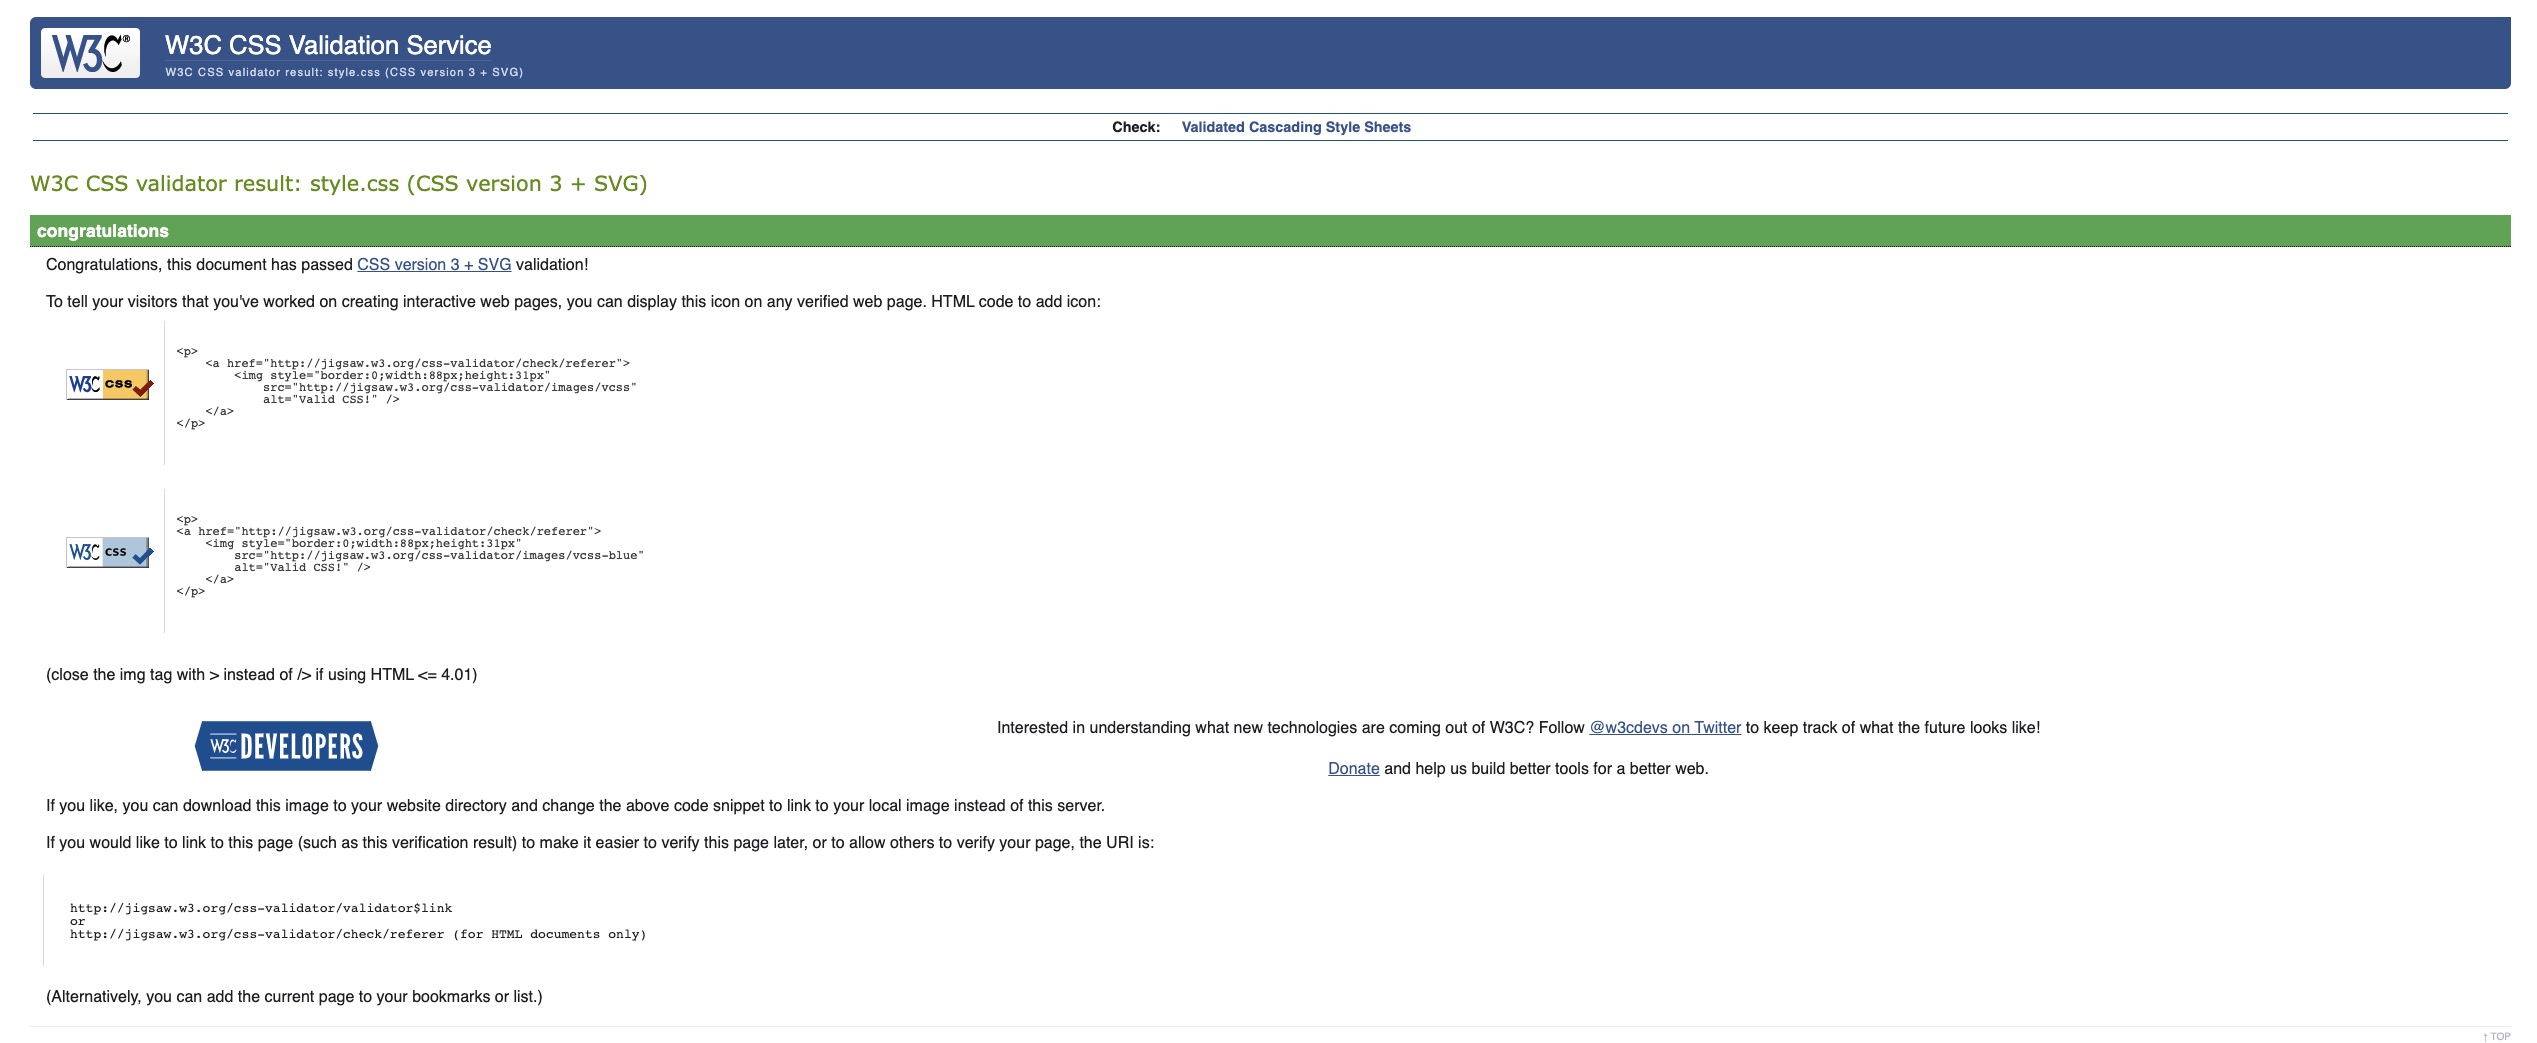 W3C®
W3C CSS Validation Service
W3C CSS validator result: style.css (CSS version 3 + SVG)
Check: Validated Cascading Style Sheets
W3C CSS validator result: style.css (CSS version 3 + SVG)
congratulations
Congratulations, this document has passed CSS version 3 + SVG validation!
To tell your visitors that you've worked on creating interactive web pages, you can display this icon on any verified web page. HTML code to add icon:
W3C css
<p>
    <a href="http://jigsaw.w3.org/css-validator/check/referer">
        <img style="border:0;width:88px;height:31px"
            src="http://jigsaw.w3.org/css-validator/images/vcss"
            alt="Valid CSS!" />
    </a>
</p>
W3C css
<p>
<a href="http://jigsaw.w3.org/css-validator/check/referer">
    <img style="border:0;width:88px;height:31px"
        src="http://jigsaw.w3.org/css-validator/images/vcss-blue"
        alt="Valid CSS!" />
    </a>
</p>
(close the img tag with > instead of /> if using HTML <= 4.01)
W3C DEVELOPERS
Interested in understanding what new technologies are coming out of W3C? Follow @w3cdevs on Twitter to keep track of what the future looks like!
Donate and help us build better tools for a better web.
If you like, you can download this image to your website directory and change the above code snippet to link to your local image instead of this server.
If you would like to link to this page (such as this verification result) to make it easier to verify this page later, or to allow others to verify your page, the URI is:
http://jigsaw.w3.org/css-validator/validator$link
or
http://jigsaw.w3.org/css-validator/check/referer (for HTML documents only)
(Alternatively, you can add the current page to your bookmarks or list.)
↑ TOP